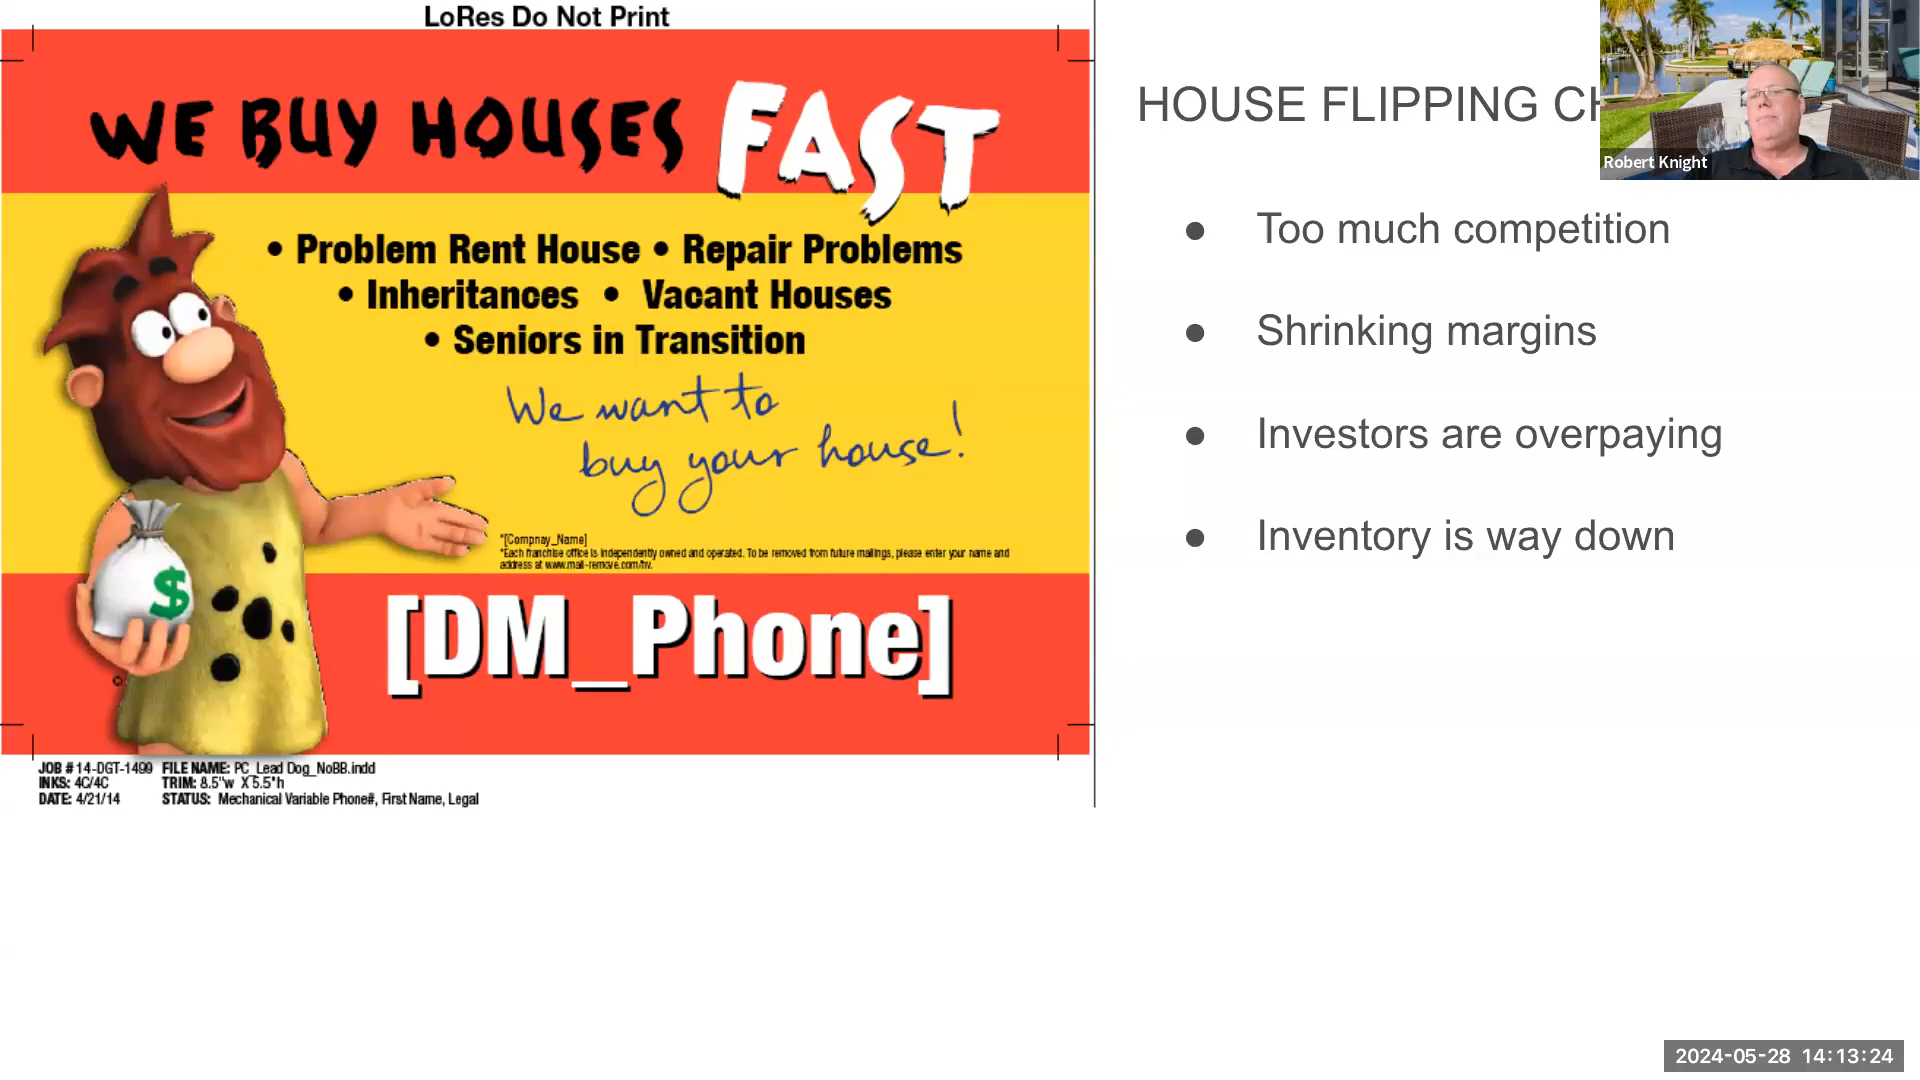 LoRes Do Not Print
WE BUY HOUSES FAST
• Problem Rent House • Repair Problems
• Inheritances • Vacant Houses
• Seniors in Transition
We want to
buy your house!
*[Compnay_Name]
*Each franchise office is independently owned and operated. To be removed from future mailings, please enter your name and
address at www.mail-remove.com/hv.
$
[DM_Phone]
JOB # 14-DGT-1499 FILE NAME: PC_Lead Dog_NoBB.indd
INKS: 4C/4C TRIM: 8.5"w X 5.5"h
DATE: 4/21/14 STATUS: Mechanical Variable Phone#, First Name, Legal
HOUSE FLIPPING CH
● Too much competition
● Shrinking margins
● Investors are overpaying
● Inventory is way down
Robert Knight
2024-05-28 14:13:24